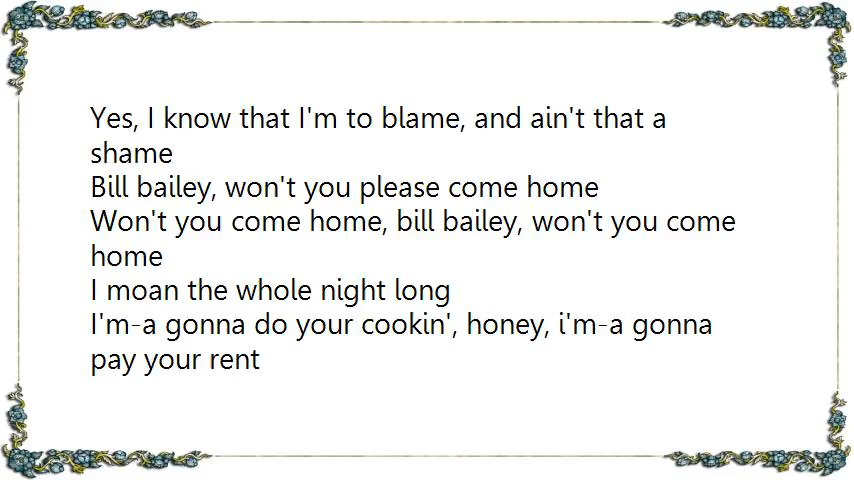 Yes, I know that I'm to blame, and ain't that a
shame
Bill bailey, won't you please come home
Won't you come home, bill bailey, won't you come
home
I moan the whole night long
I'm-a gonna do your cookin', honey, i'm-a gonna
pay your rent